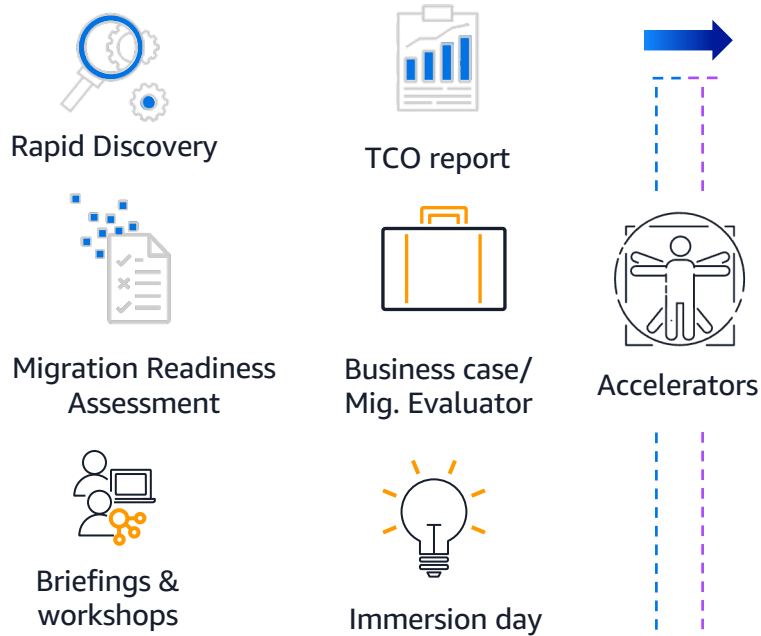 Rapid Discovery
TCO report
Migration Readiness
Assessment
Business case/
Mig. Evaluator
Accelerators
Briefings &
workshops
Immersion day